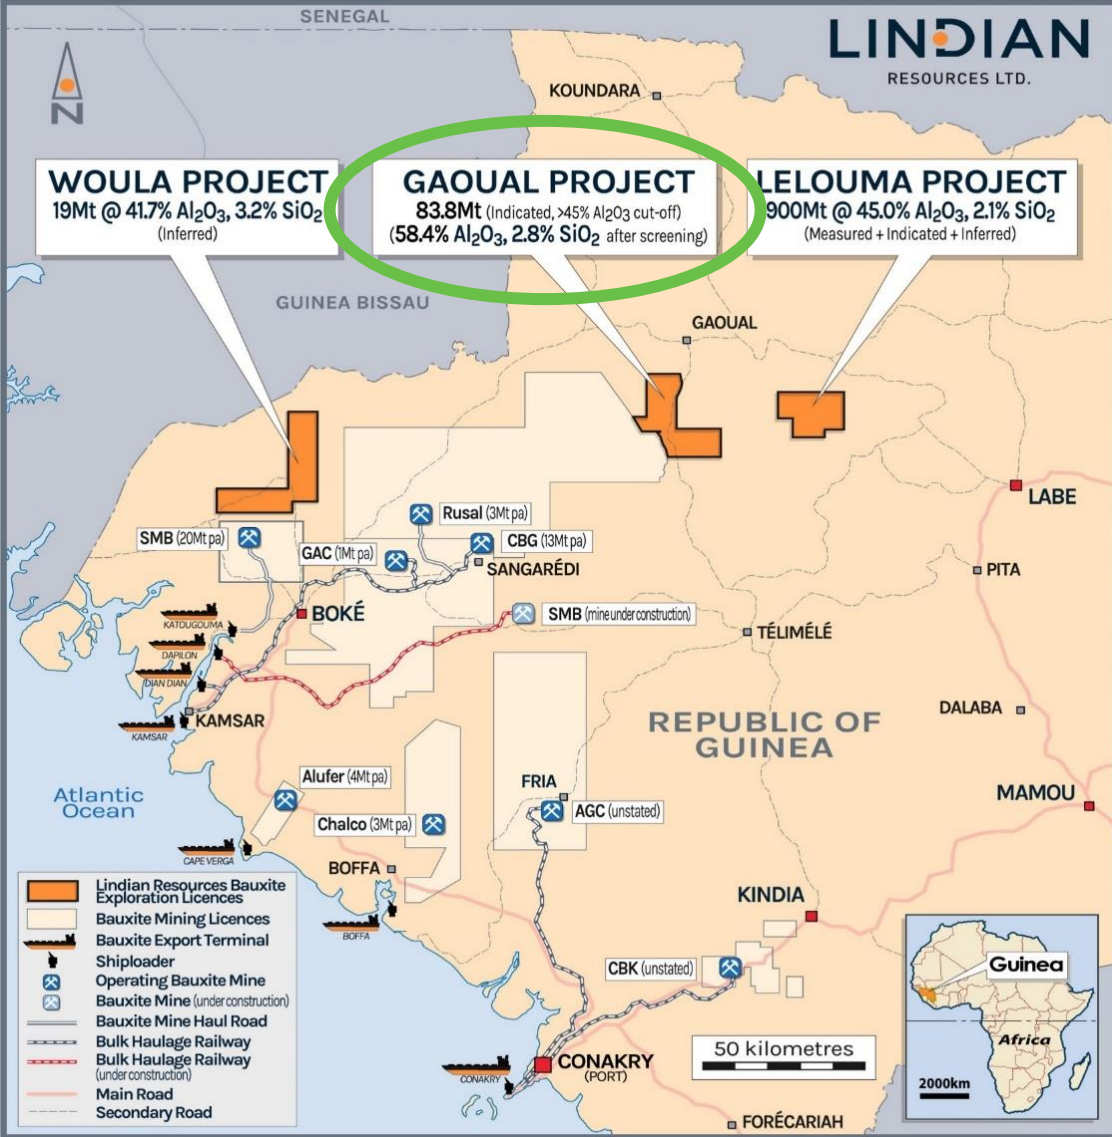 SENEGAL
LINDIAN
RESOURCES LTD.
N
KOUNDARA
WOULA PROJECT
19Mt @ 41.7% Al₂O₃, 3.2% SiO₂
(Inferred)
GAOUAL PROJECT
83.8Mt (Indicated, >45% Al₂O₃ cut-off)
(58.4% Al₂O₃, 2.8% SiO₂ after screening)
LELOUMA PROJECT
900Mt @ 45.0% Al₂O₃, 2.1% SiO₂
(Measured + Indicated + Inferred)
GUINEA BISSAU
GAOUAL
LABE
Rusal (3Mt pa)
SMB (20Mt pa)
GAC (1Mt pa)
CBG (13Mt pa)
SANGARÉDI
PITA
BOKÉ
SMB (mine under construction)
KATOUGOUMA
TÉLIMÉLÉ
DAPILON
DIAN DIAN
KAMSAR
KAMSAR
DALABA
REPUBLIC OF
GUINEA
Atlantic
Ocean
Alufer (4Mt pa)
FRIA
MAMOU
Chalco (3Mt pa)
AGC (unstated)
CAPE VERGA
BOFFA
BOFFA
KINDIA
CBK (unstated)
Lindian Resources Bauxite
Exploration Licences
Bauxite Mining Licences
Bauxite Export Terminal
Shiploader
Operating Bauxite Mine
Bauxite Mine (under construction)
Bauxite Mine Haul Road
Bulk Haulage Railway
Bulk Haulage Railway
(under construction)
Main Road
Secondary Road
Guinea
Africa
2000km
50 kilometres
CONAKRY
CONAKRY
(PORT)
FORÉCARIAH